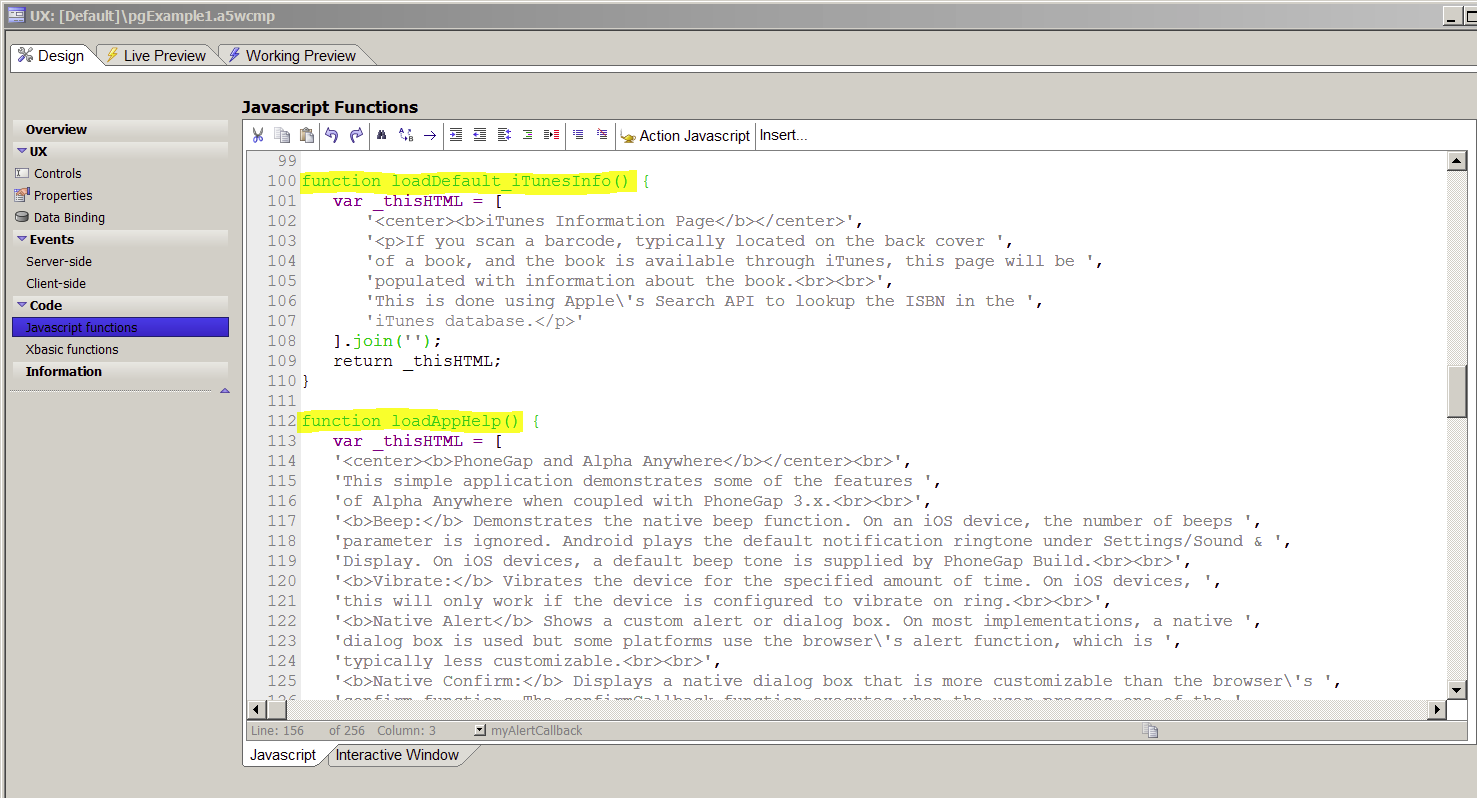 UX: [Default]\pgExample1.a5wcmp
Design
Live Preview
Working Preview
Overview
UX
Controls
Properties
Data Binding
Events
Server-side
Client-side
Code
Javascript functions
Xbasic functions
Information
Javascript Functions
Action Javascript
Insert...
99
100 function loadDefault_iTunesInfo() {
101 var _thisHTML = [
102 '<center><b>iTunes Information Page</b></center>',
103 '<p>If you scan a barcode, typically located on the back cover ',
104 'of a book, and the book is available through iTunes, this page will be ',
105 'populated with information about the book.<br><br>',
106 'This is done using Apple\'s Search API to lookup the ISBN in the ',
107 'iTunes database.</p>'
108 ].join('');
109 return _thisHTML;
110 }
111
112 function loadAppHelp() {
113 var _thisHTML = [
114 '<center><b>PhoneGap and Alpha Anywhere</b></center><br>',
115 'This simple application demonstrates some of the features ',
116 'of Alpha Anywhere when coupled with PhoneGap 3.x.<br><br>',
117 '<b>Beep:</b> Demonstrates the native beep function. On an iOS device, the number of beeps ',
118 'parameter is ignored. Android plays the default notification ringtone under Settings/Sound & ',
119 'Display. On iOS devices, a default beep tone is supplied by PhoneGap Build.<br><br>',
120 '<b>Vibrate:</b> Vibrates the device for the specified amount of time. On iOS devices, ',
121 'this will only work if the device is configured to vibrate on ring.<br><br>',
122 '<b>Native Alert</b> Shows a custom alert or dialog box. On most implementations, a native ',
123 'dialog box is used but some platforms use the browser\'s alert function, which is ',
124 'typically less customizable.<br><br>',
125 '<b>Native Confirm:</b> Displays a native dialog box that is more customizable than the browser\'s ',
126 'confirm function. The confirmCallback function executes when the user presses one of the '
Line: 156 of 256 Column: 3 myAlertCallback
Javascript
Interactive Window